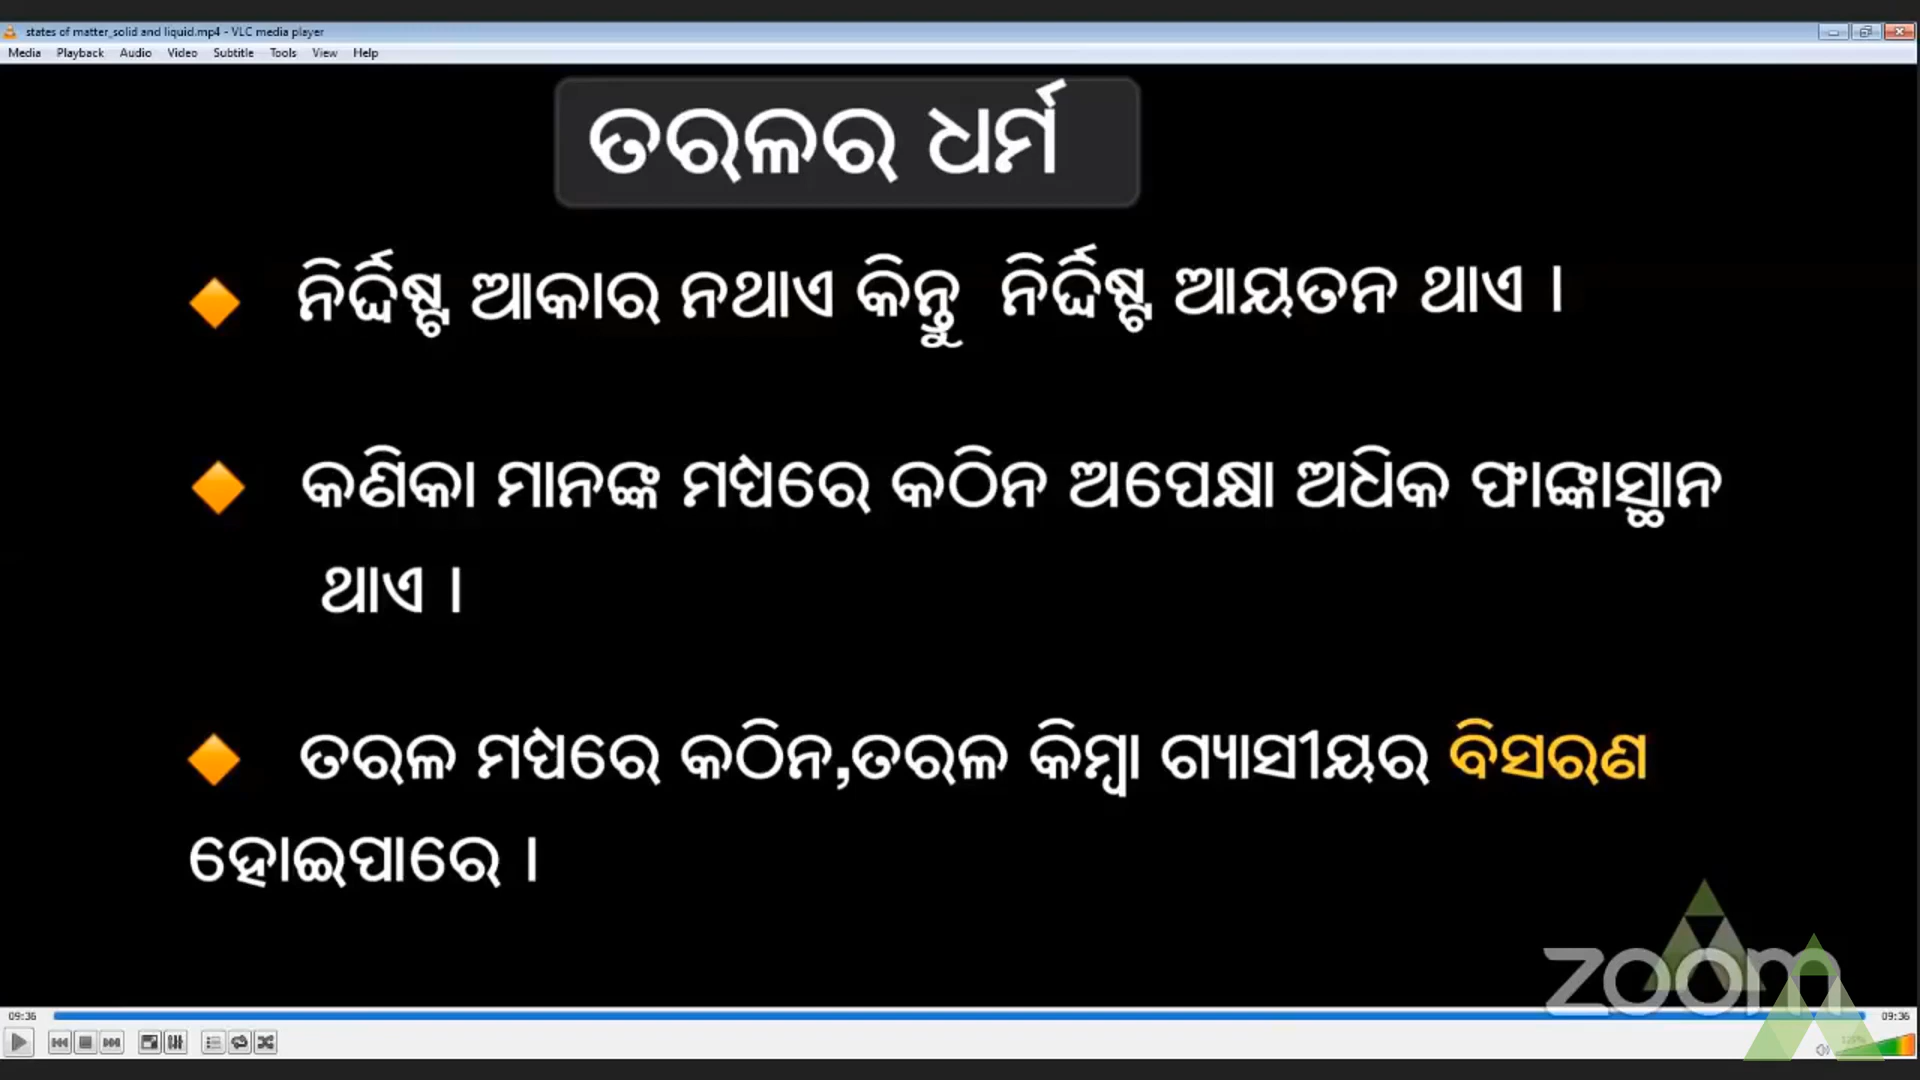 states of matter_solid and liquid.mp4 - VLC media player
Media Playback Audio Video Subtitle Tools View Help
ତରଳର ଧର୍ମ
ନିର୍ଦ୍ଦିଷ୍ଟ ଆକାର ନଥାଏ କିନ୍ତୁ ନିର୍ଦ୍ଦିଷ୍ଟ ଆୟତନ ଥାଏ ।
କଣିକା ମାନଙ୍କ ମଧ୍ୟରେ କଠିନ ଅପେକ୍ଷା ଅଧିକ ଫାଙ୍କାସ୍ଥାନ
ଥାଏ ।
ତରଳ ମଧ୍ୟରେ କଠିନ,ତରଳ କିମ୍ବା ଗ୍ୟାସୀୟର ବିସରଣ
ହୋଇପାରେ ।
zoom
09:36 09:36